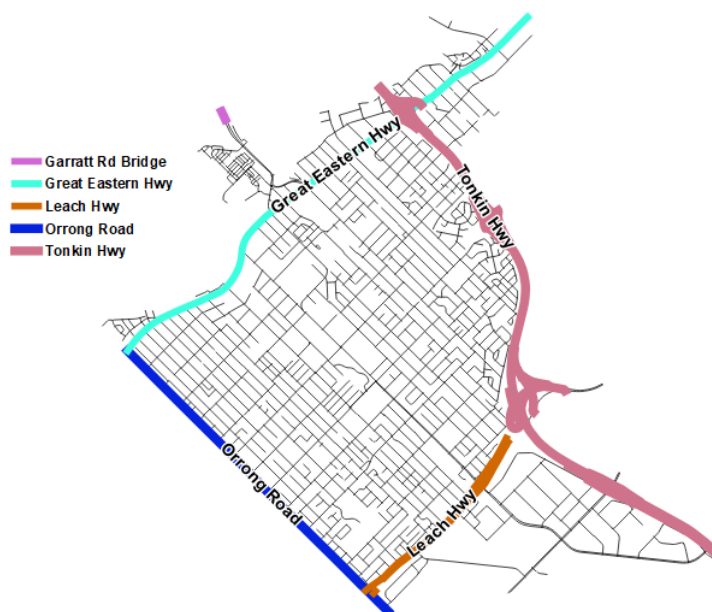 Garratt Rd Bridge
Great Eastern Hwy
Leach Hwy
Orrong Road
Tonkin Hwy
Great Eastern Hwy
Tonkin Hwy
Orrong Road
Leach Hwy